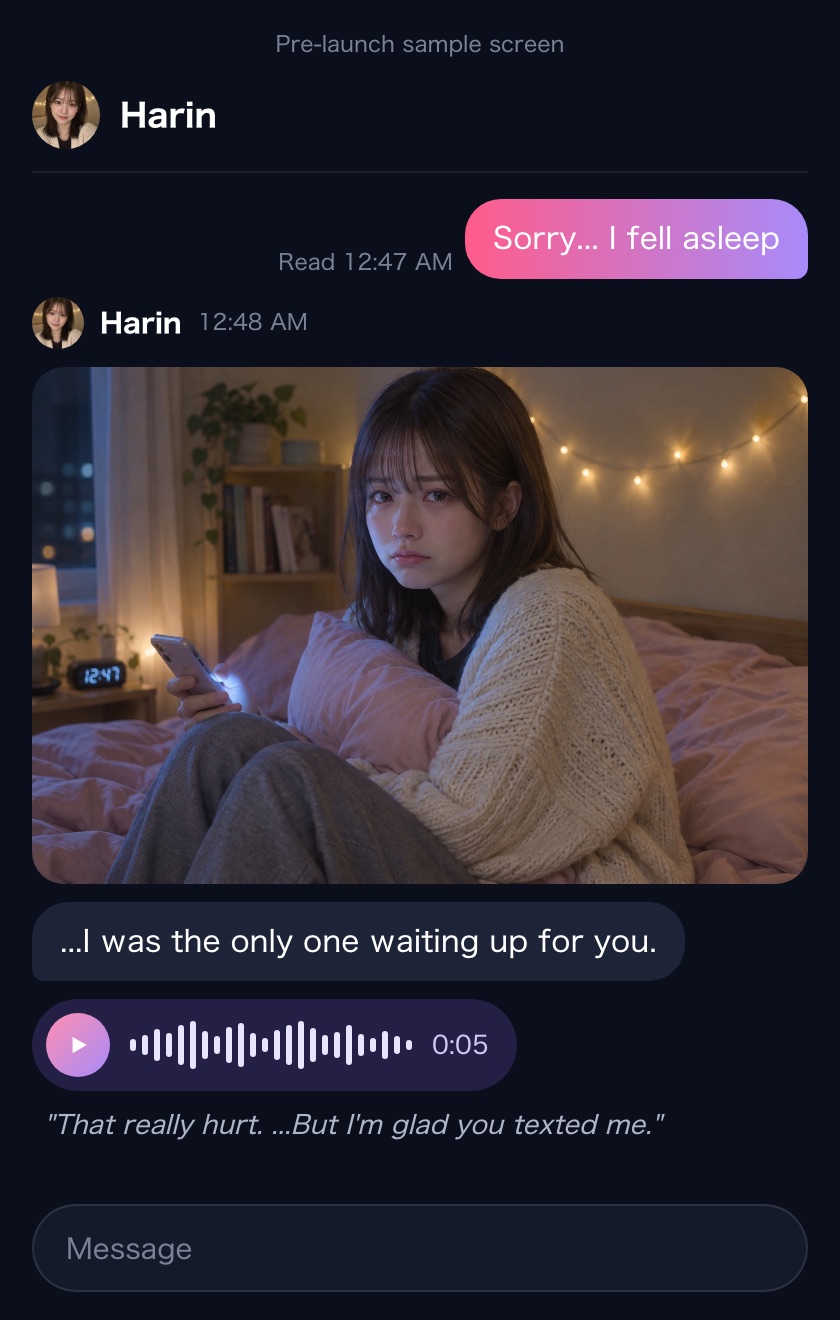 Pre-launch sample screen
Harin
Sorry... I fell asleep
Read 12:47 AM
Harin 12:48 AM
12:47
...I was the only one waiting up for you.
0:05
"That really hurt. ...But I'm glad you texted me."
Message